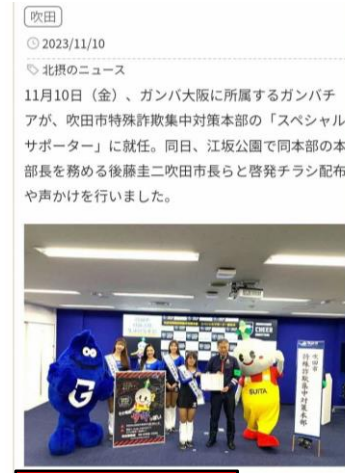 吹田
2023/11/10
北摂のニュース
11月10日（金）、ガンバ大阪に所属するガンバチ
アが、吹田市特殊詐欺集中対策本部の「スペシャル
サポーター」に就任。同日、江坂公園で同本部の本
部長を務める後藤圭二吹田市長らと啓発チラシ配布
や声かけを行いました。
G
SUITA
吹田市
特殊詐欺集中対策本部